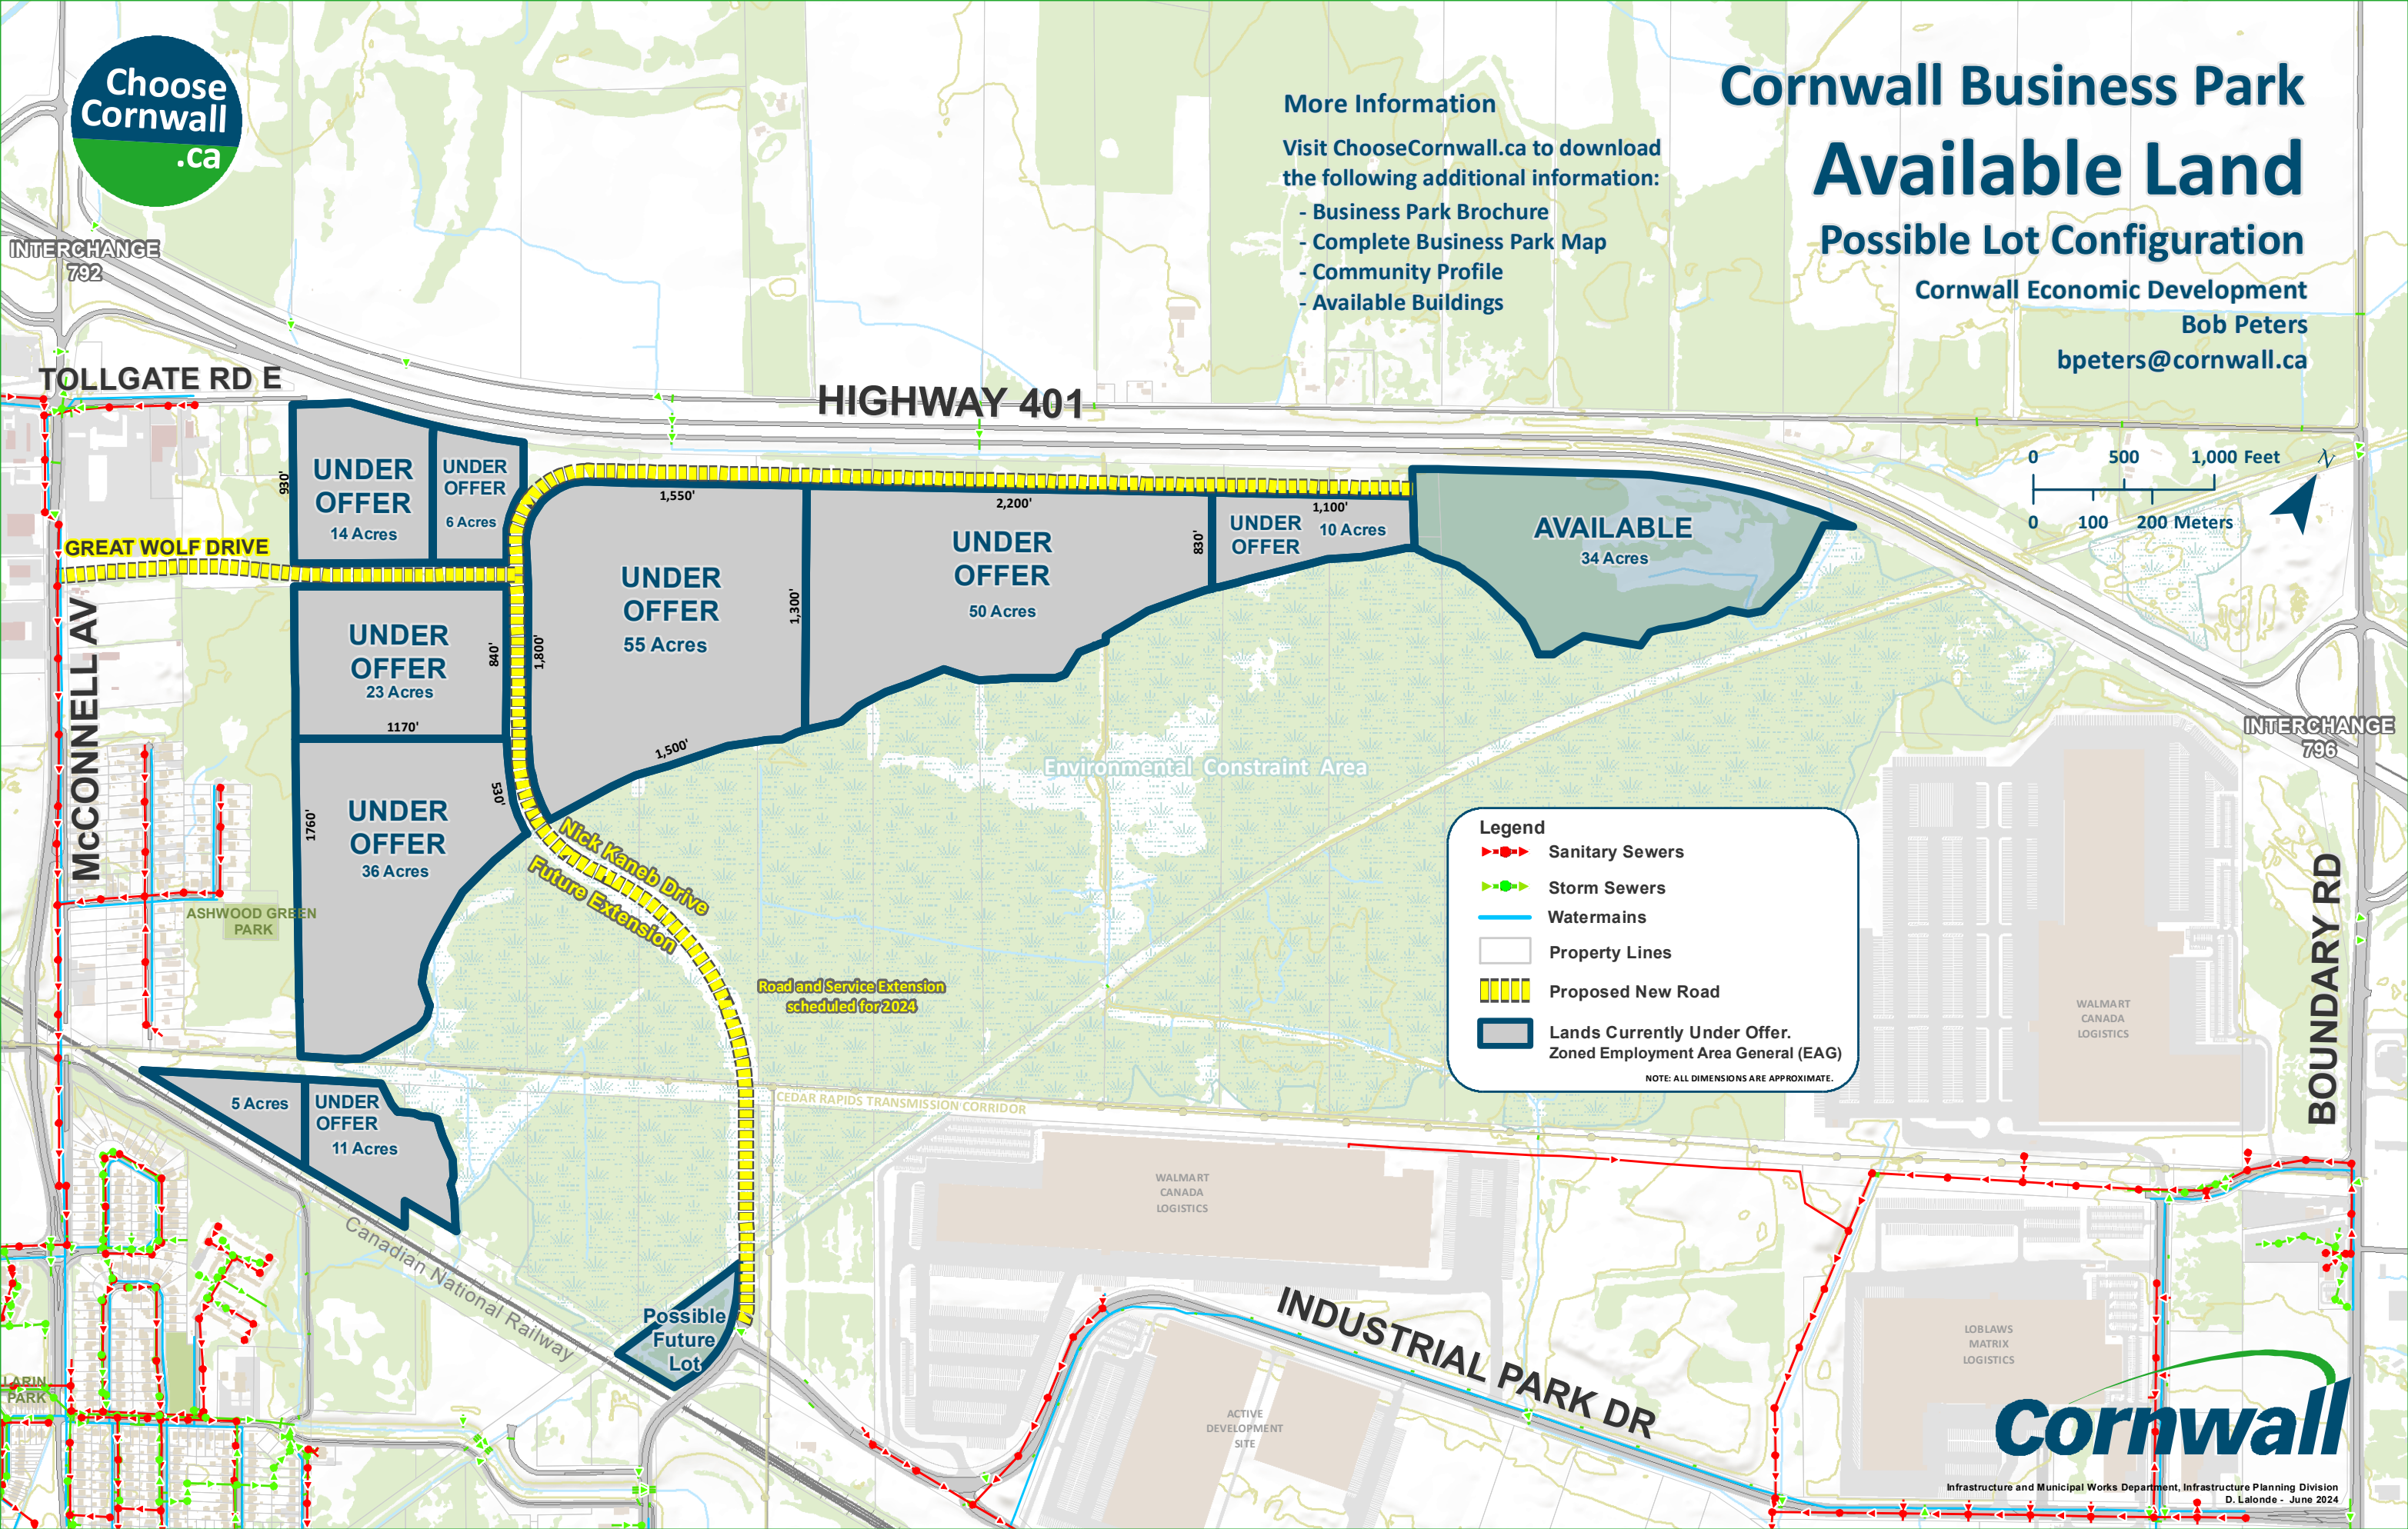 Choose
Cornwall
.ca
More Information
Visit ChooseCornwall.ca to download
the following additional information:
- Business Park Brochure
- Complete Business Park Map
- Community Profile
- Available Buildings
Cornwall Business Park
Available Land
Possible Lot Configuration
Cornwall Economic Development
Bob Peters
bpeters@cornwall.ca
INTERCHANGE
792
TOLLGATE RD E
HIGHWAY 401
0 500 1,000 Feet
0 100 200 Meters
N
930'
UNDER
OFFER
14 Acres
UNDER
OFFER
6 Acres
GREAT WOLF DRIVE
McCONNELL AV
1,550'
2,200'
1,100'
UNDER
OFFER
55 Acres
1,800'
1,300'
1,500'
UNDER
OFFER
50 Acres
830'
UNDER
OFFER
10 Acres
AVAILABLE
34 Acres
UNDER
OFFER
23 Acres
840'
1170'
530'
1760'
UNDER
OFFER
36 Acres
INTERCHANGE
796
Environmental Constraint Area
Nick Kaneb Drive
Future Extension
ASHWOOD GREEN
PARK
Road and Service Extension
scheduled for 2024
Legend
Sanitary Sewers
Storm Sewers
Watermains
Property Lines
Proposed New Road
Lands Currently Under Offer.
Zoned Employment Area General (EAG)
NOTE: ALL DIMENSIONS ARE APPROXIMATE.
WALMART
CANADA
LOGISTICS
BOUNDARY RD
5 Acres
UNDER
OFFER
11 Acres
CEDAR RAPIDS TRANSMISSION CORRIDOR
WALMART
CANADA
LOGISTICS
Canadian National Railway
Possible
Future
Lot
INDUSTRIAL PARK DR
LOBLAWS
MATRIX
LOGISTICS
LARIN
PARK
ACTIVE
DEVELOPMENT
SITE
Cornwall
Infrastructure and Municipal Works Department, Infrastructure Planning Division
D. Lalonde - June 2024